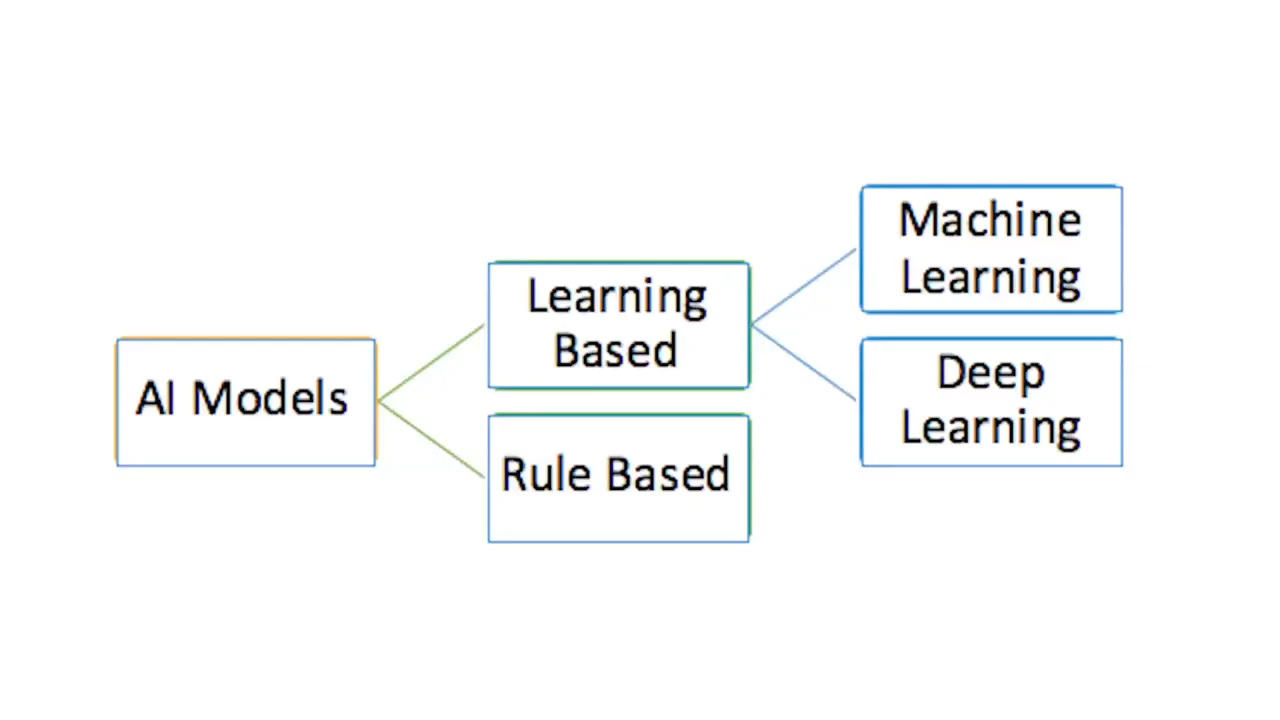 AI Models
Learning
Based
Rule Based
Machine
Learning
Deep
Learning